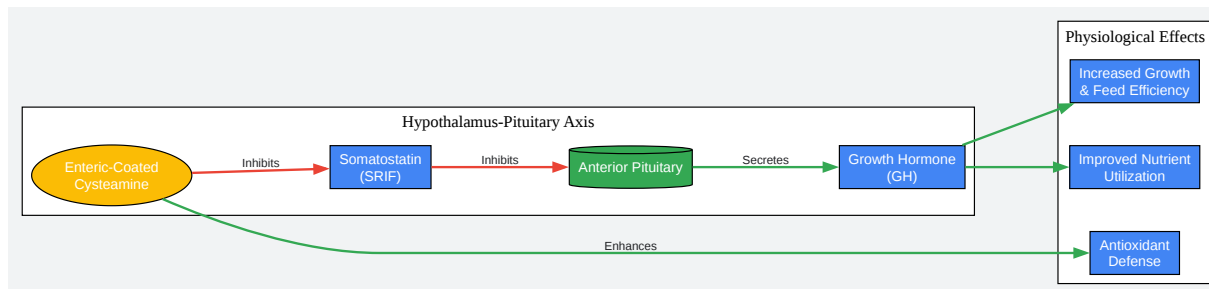 Physiological Effects
Increased Growth
& Feed Efficiency
Hypothalamus-Pituitary Axis
Enteric-Coated
Cysteamine
Inhibits
Somatostatin
(SRIF)
Inhibits
Anterior Pituitary
Secretes
Growth Hormone
(GH)
Improved Nutrient
Utilization
Enhances
Antioxidant
Defense